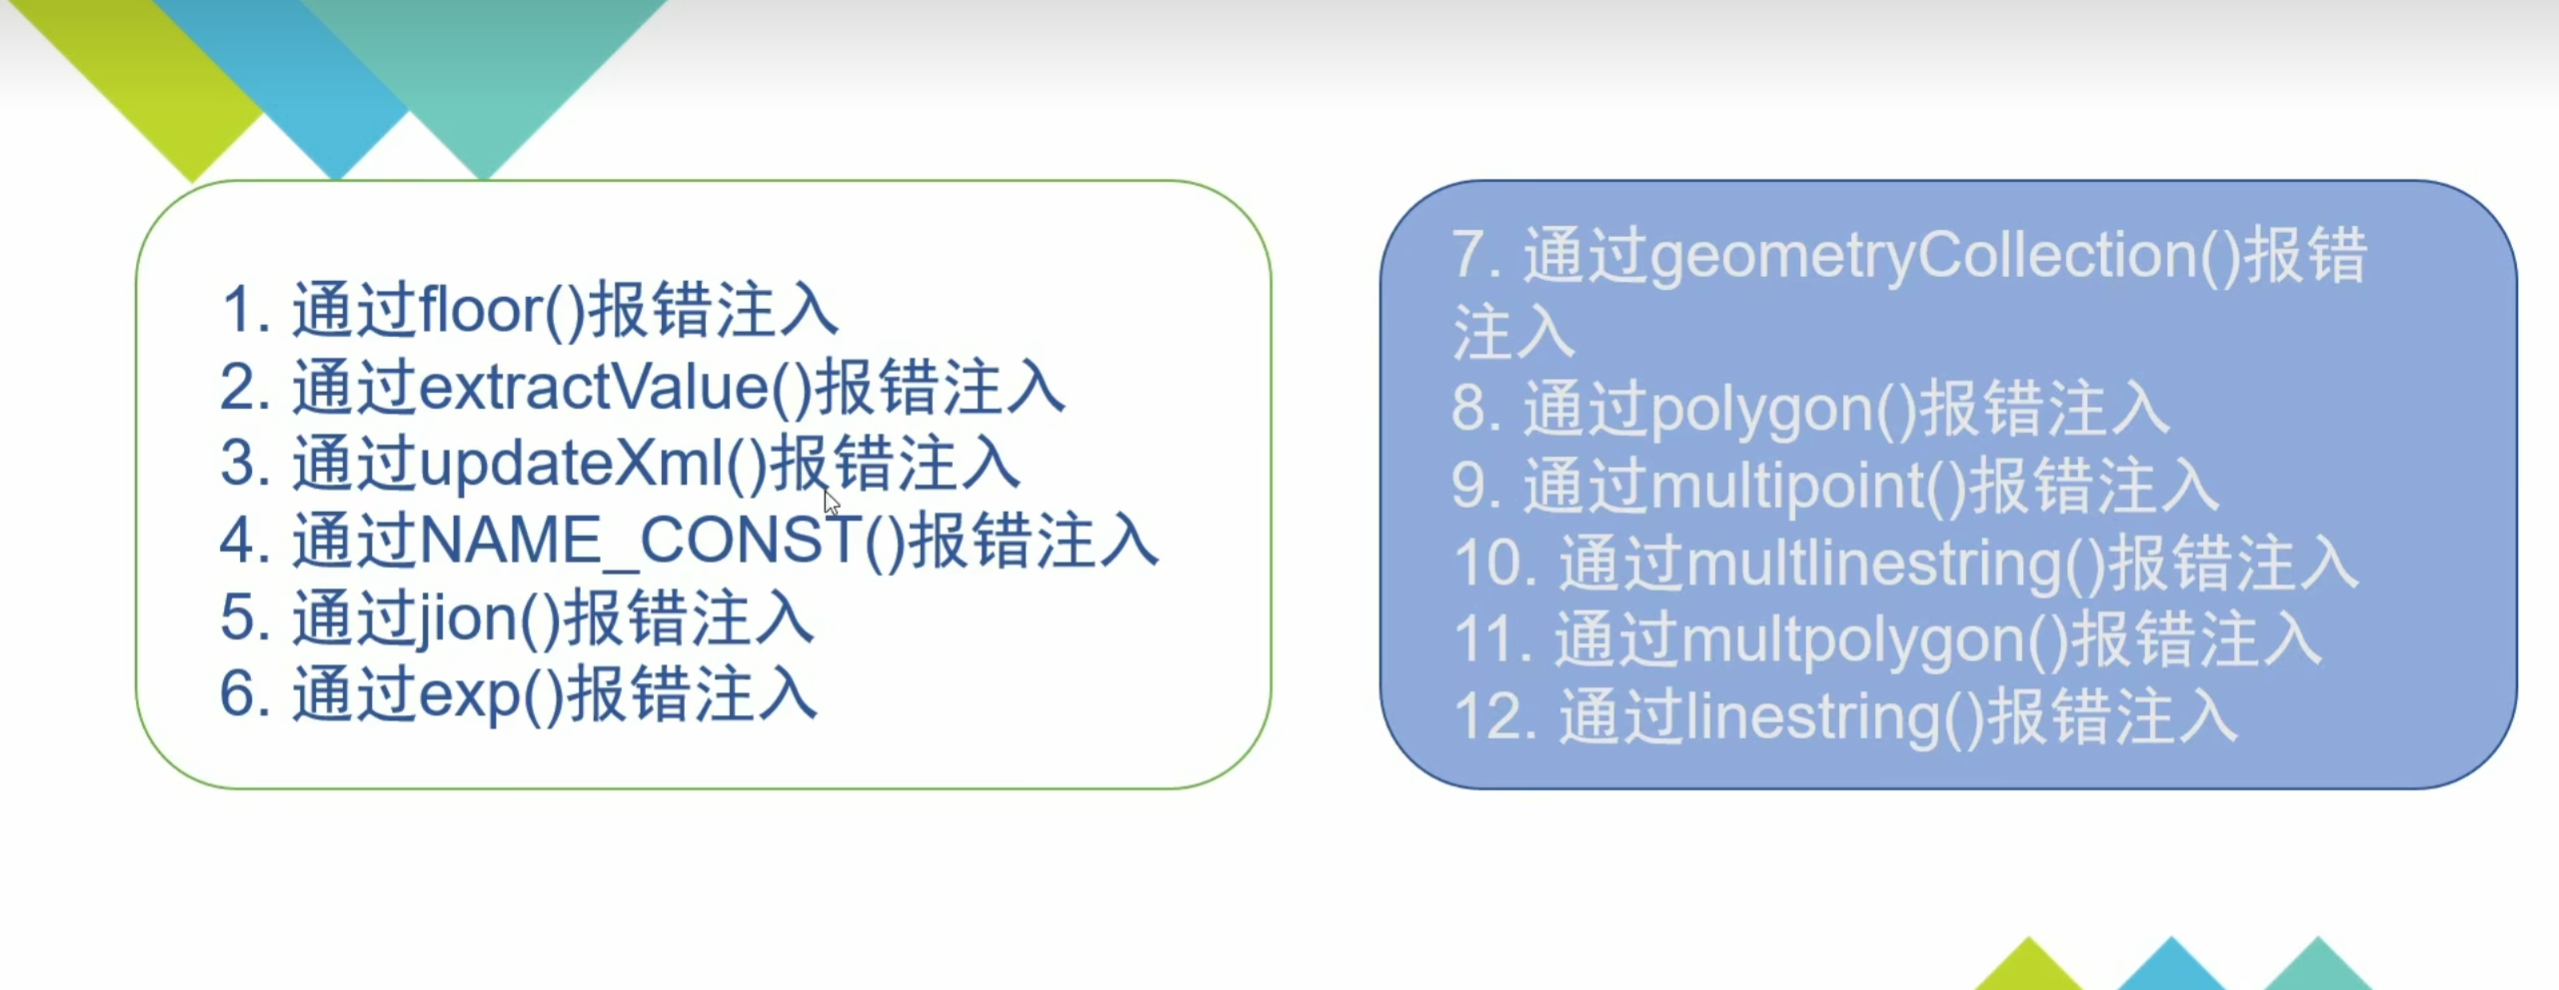 1. 通过floor()报错注入
2. 通过extractValue()报错注入
3. 通过updateXml()报错注入
4. 通过NAME_CONST()报错注入
5. 通过jion()报错注入
6. 通过exp()报错注入
7. 通过geometryCollection()报错
注入
8. 通过polygon()报错注入
9. 通过multipoint()报错注入
10. 通过multlinestring()报错注入
11. 通过multpolygon()报错注入
12. 通过linestring()报错注入